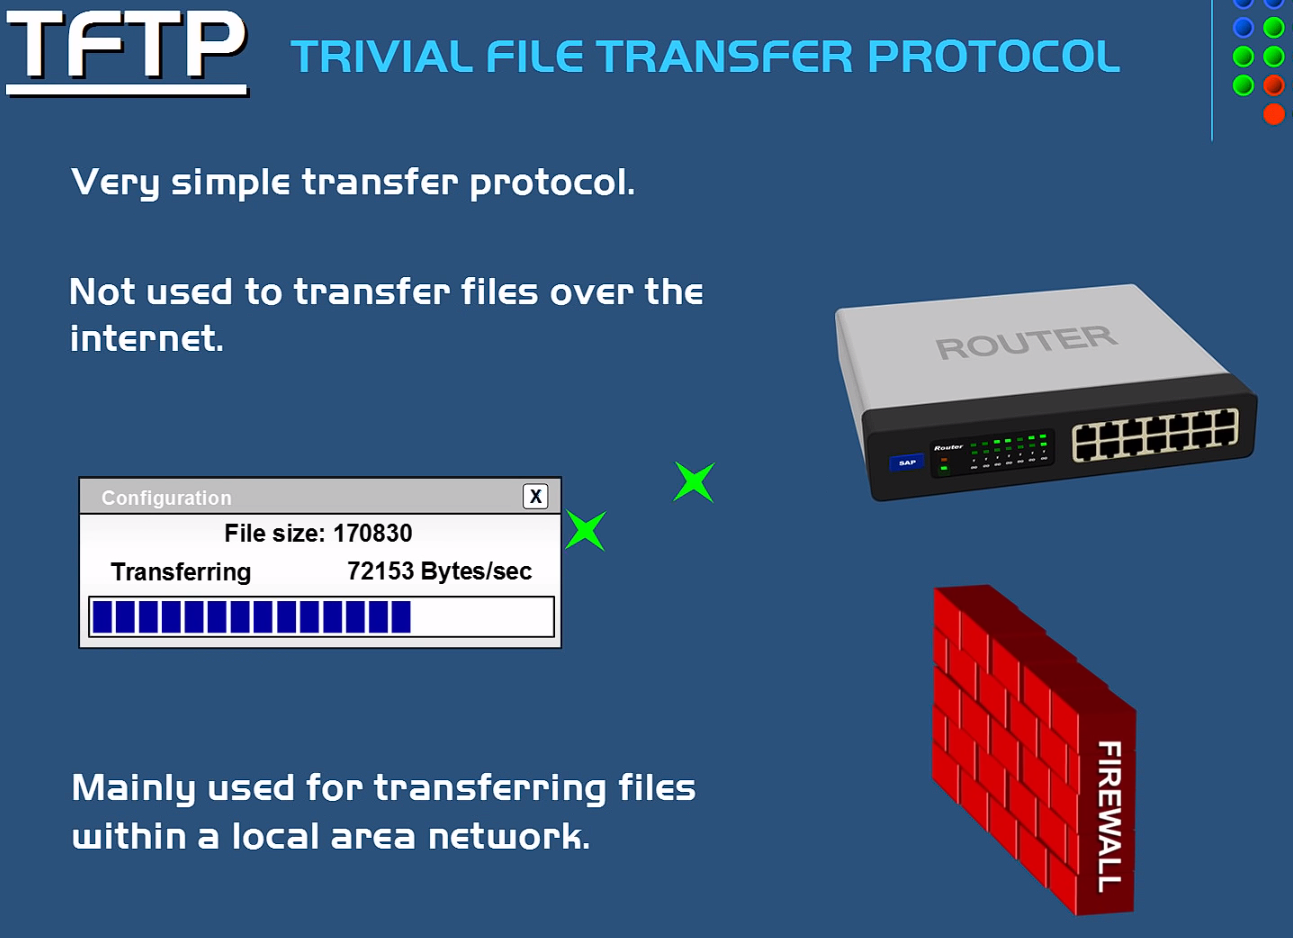 TFTP
TRIVIAL FILE TRANSFER PROTOCOL
Very simple transfer protocol.
Not used to transfer files over the
internet.
ROUTER
Router
SAP
Configuration
X
File size: 170830
Transferring 72153 Bytes/sec
FIREWALL
Mainly used for transferring files
within a local area network.